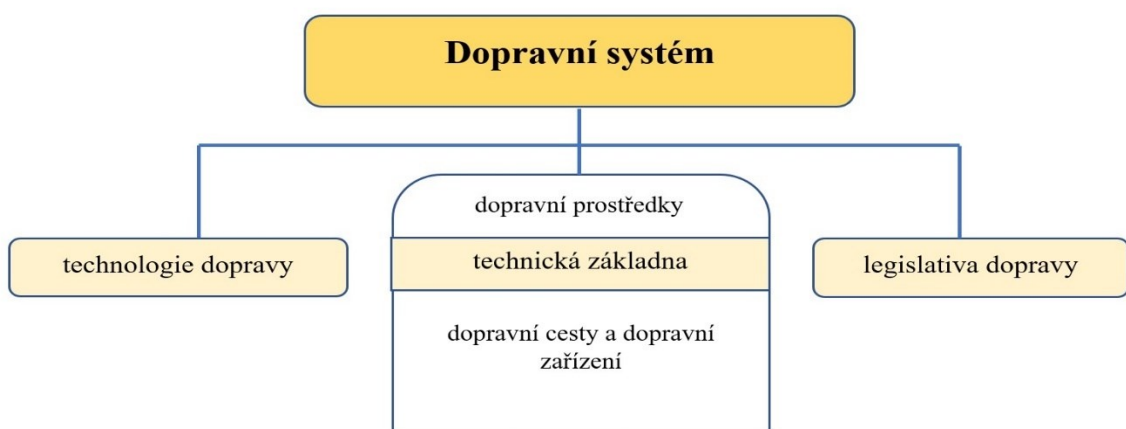 Dopravní systém
dopravní prostředky
technologie dopravy
technická základna
legislativa dopravy
dopravní cesty a dopravní
zařízení